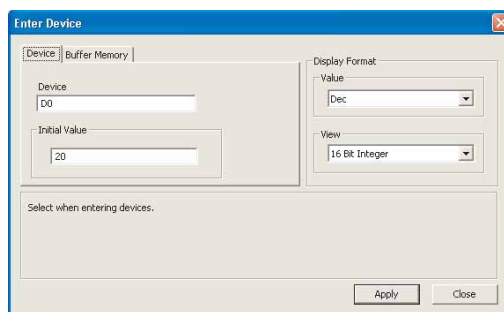 Enter Device
Device
Buffer Memory
Device
D0
Initial Value
20
Display Format
Value
Dec
View
16 Bit Integer
Select when entering devices.
Apply
Close